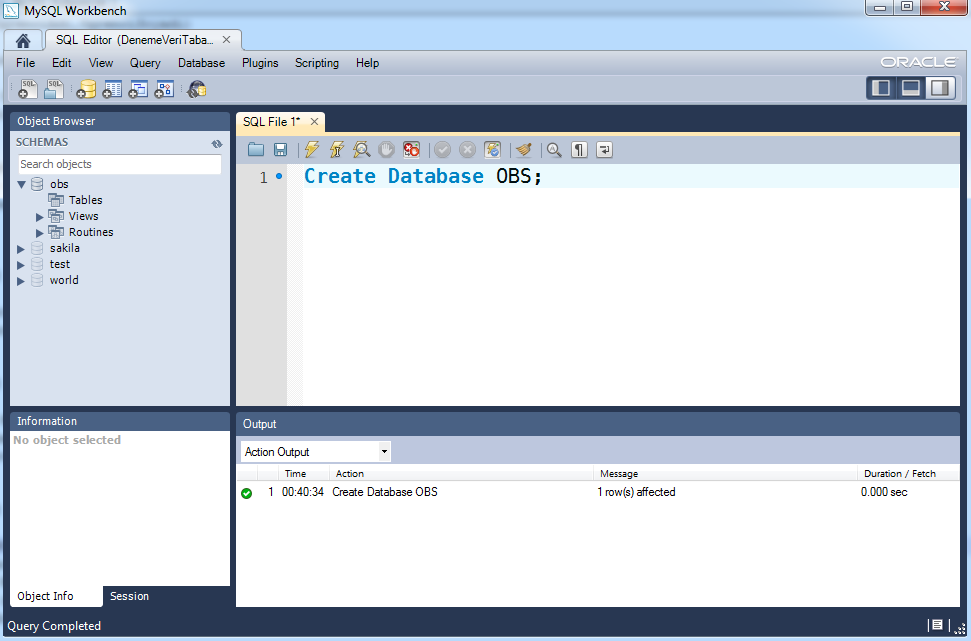 MySQL Workbench
SQL Editor (DenemeVeriTaba...
File Edit View Query Database Plugins Scripting Help
ORACLE
SQL SQL
Object Browser
SCHEMAS
Search objects
obs
Tables
Views
Routines
sakila
test
world
SQL File 1*
1 Create Database OBS;
Information
No object selected
Object Info Session
Output
Action Output
Time Action Message Duration / Fetch
1 00:40:34 Create Database OBS 1 row(s) affected 0.000 sec
Query Completed